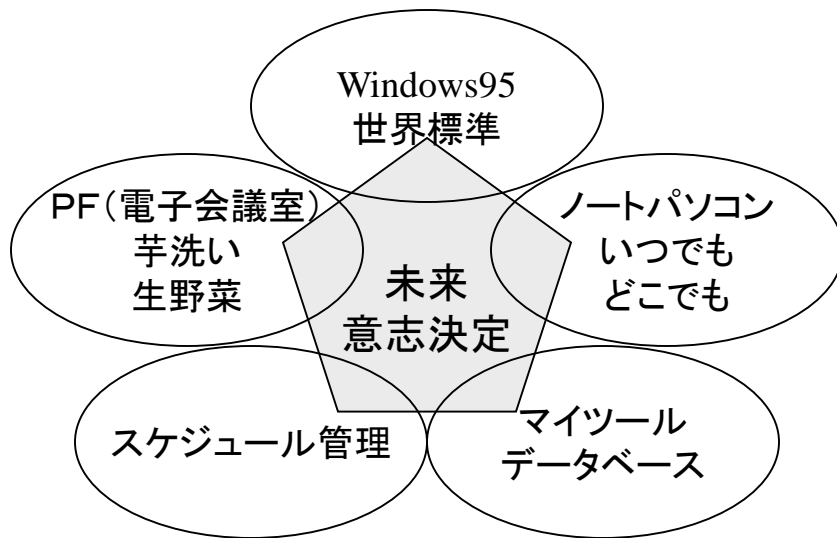 Windows95
世界標準
ＰＦ（電子会議室）
芋洗い
生野菜
ノートパソコン
いつでも
どこでも
未来
意志決定
スケジュール管理
マイツール
データベース